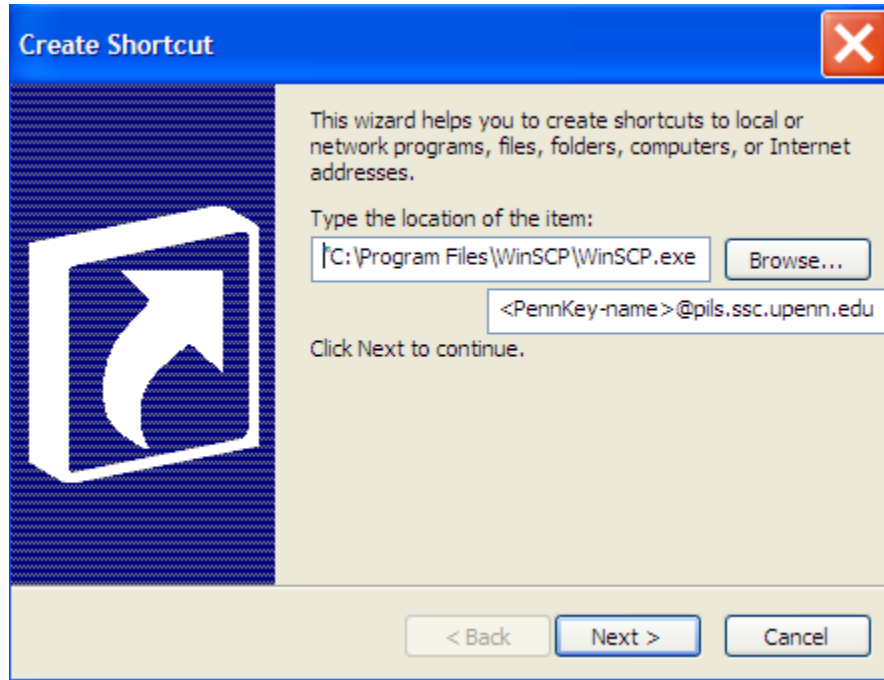 Create Shortcut
This wizard helps you to create shortcuts to local or
network programs, files, folders, computers, or Internet
addresses.
Type the location of the item:
"C:\Program Files\WinSCP\WinSCP.exe
Browse...
<PennKey-name>@pils.ssc.upenn.edu
Click Next to continue.
< Back
Next >
Cancel